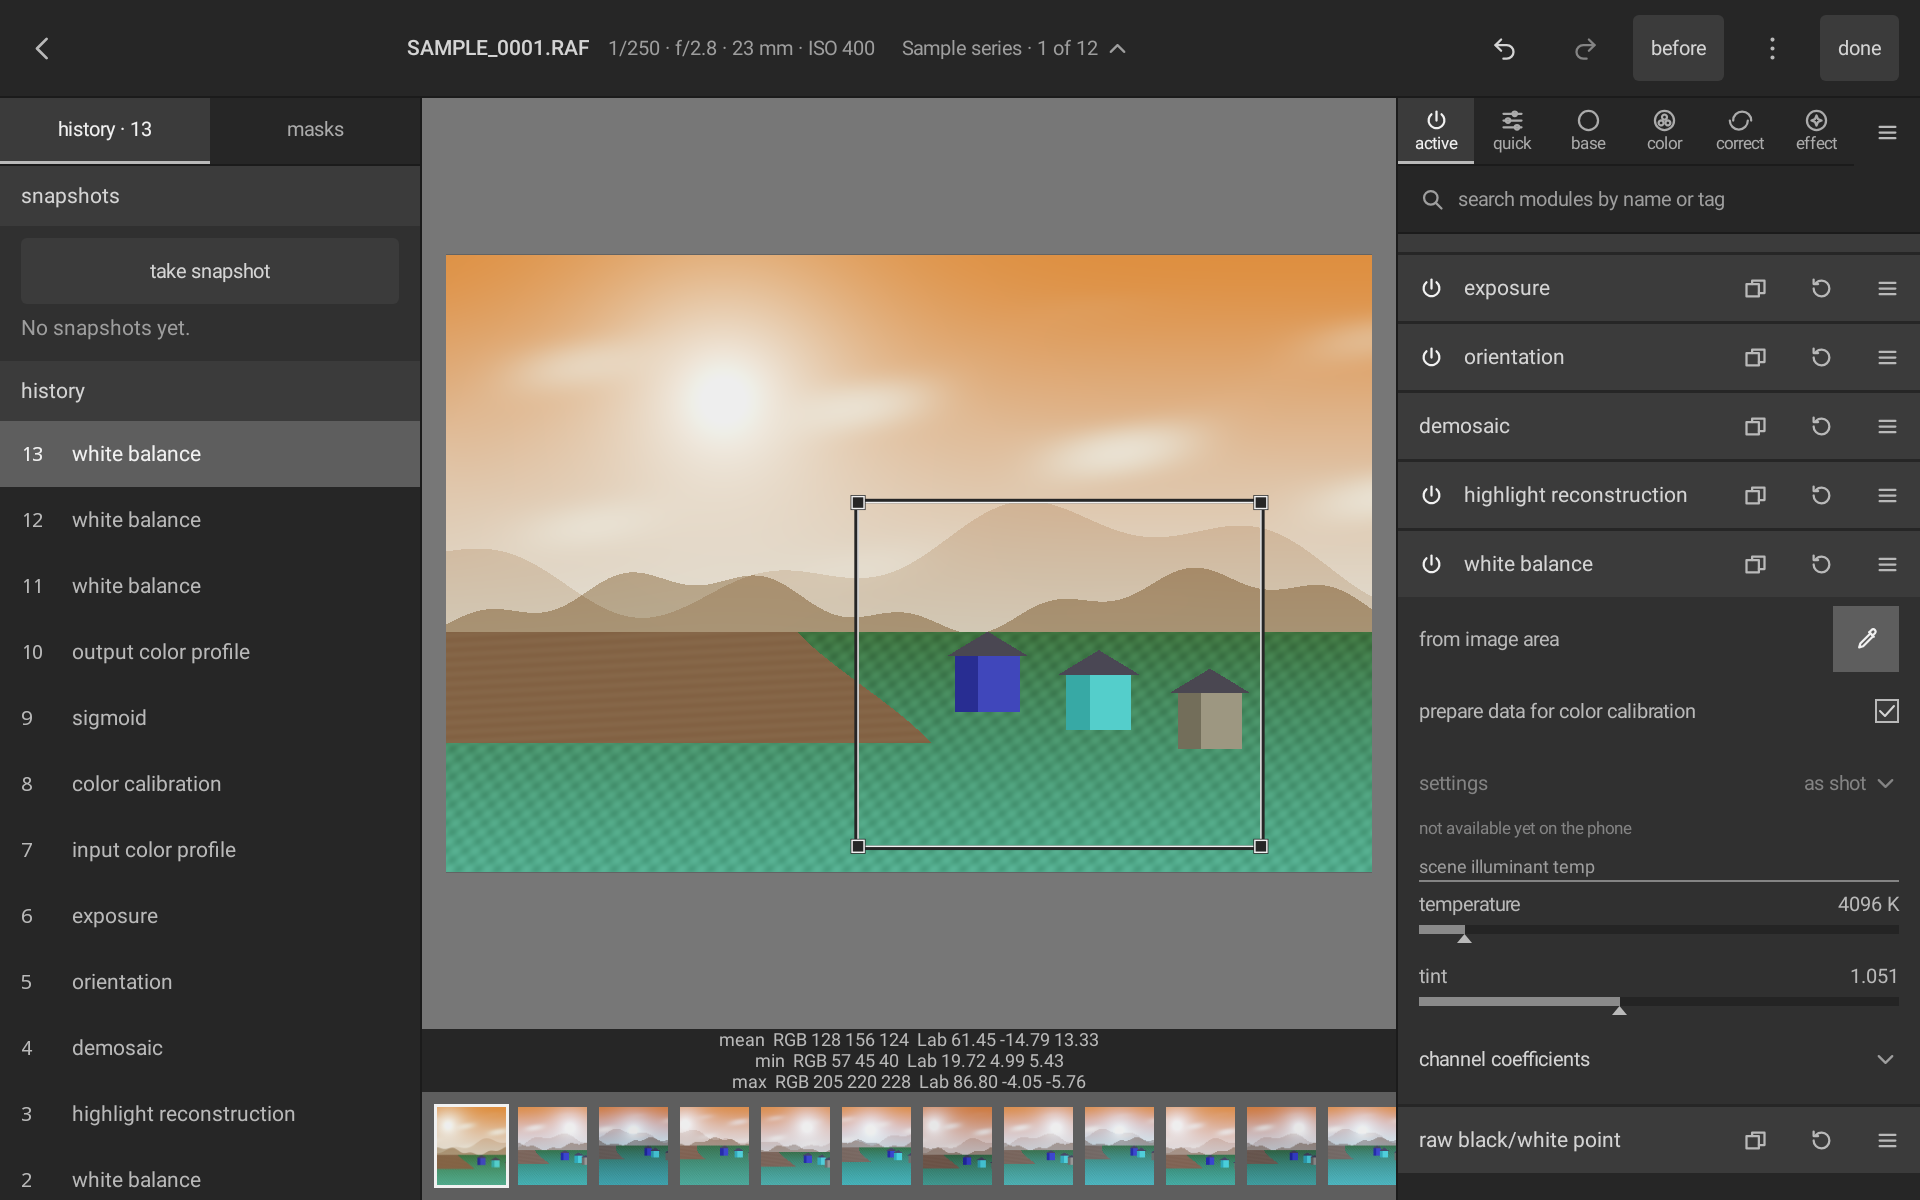 SAMPLE_0001.RAF 1/250 · f/2.8 · 23 mm · ISO 400 Sample series · 1 of 12
before
done
history · 13
masks
snapshots
take snapshot
No snapshots yet.
history
13 white balance
12 white balance
11 white balance
10 output color profile
9 sigmoid
8 color calibration
7 input color profile
6 exposure
5 orientation
4 demosaic
3 highlight reconstruction
2 white balance
mean RGB 128 156 124 Lab 61.45 -14.79 13.33
min RGB 57 45 40 Lab 19.72 4.99 5.43
max RGB 205 220 228 Lab 86.80 -4.05 -5.76
active
quick
base
color
correct
effect
search modules by name or tag
exposure
orientation
demosaic
highlight reconstruction
white balance
from image area
prepare data for color calibration
settings as shot
not available yet on the phone
scene illuminant temp
temperature 4096 K
tint 1.051
channel coefficients
raw black/white point